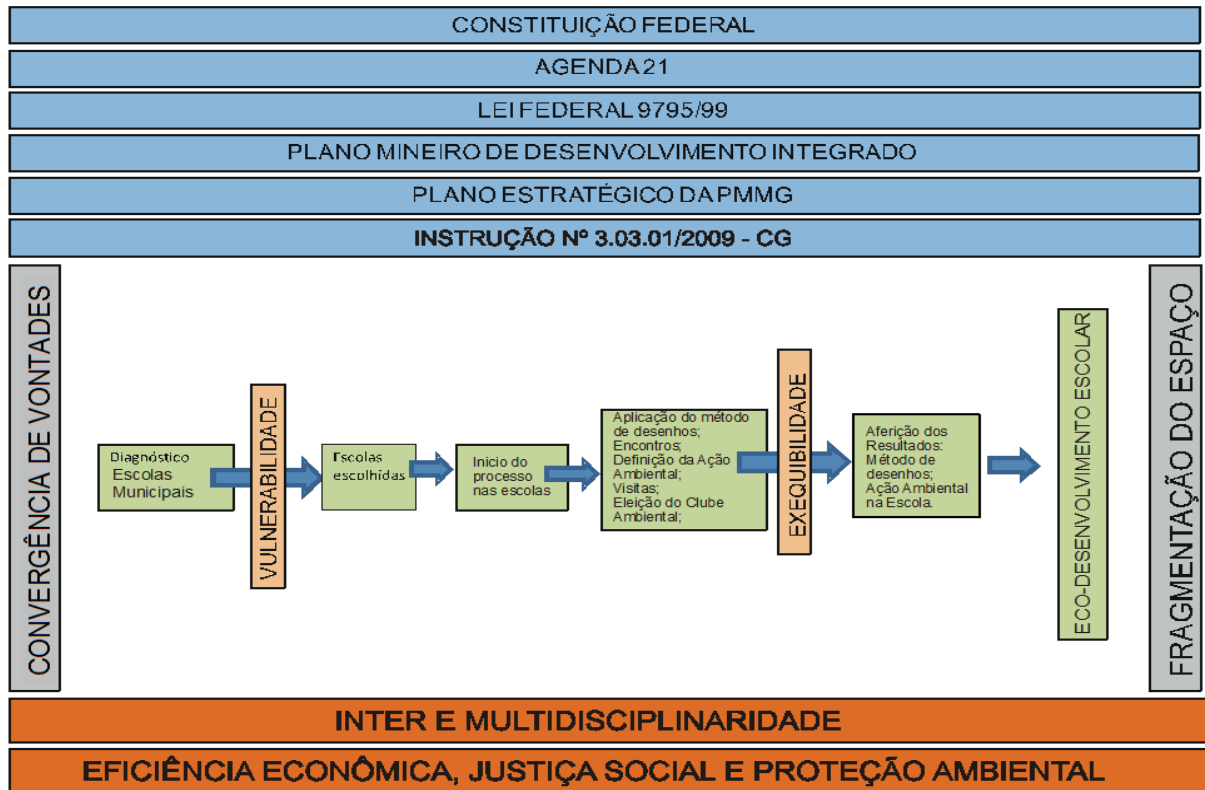 CONSTITUIÇÃO FEDERAL
AGENDA 21
LEI FEDERAL 9795/99
PLANO MINEIRO DE DESENVOLVIMENTO INTEGRADO
PLANO ESTRATÉGICO DA PMMG
INSTRUÇÃO Nº 3.03.01/2009 - CG
CONVERGÊNCIA DE VONTADES
Diagnóstico
Escolas
Municipais
VULNERABILIDADE
Escolas
escolhidas
Inicio do
processo
nas escolas
Aplicação do método
de desenhos;
Encontros;
Definição da Ação
Ambiental;
Visitas;
Eleição do Clube
Ambiental;
EXEQUIBILIDADE
Aferição dos
Resultados:
Método de
desenhos;
Ação Ambiental
na Escola.
ECO-DESENVOLVIMENTO ESCOLAR
FRAGMENTAÇÃO DO ESPAÇO
INTER E MULTIDISCIPLINARIDADE
EFICIÊNCIA ECONÔMICA, JUSTIÇA SOCIAL E PROTEÇÃO AMBIENTAL